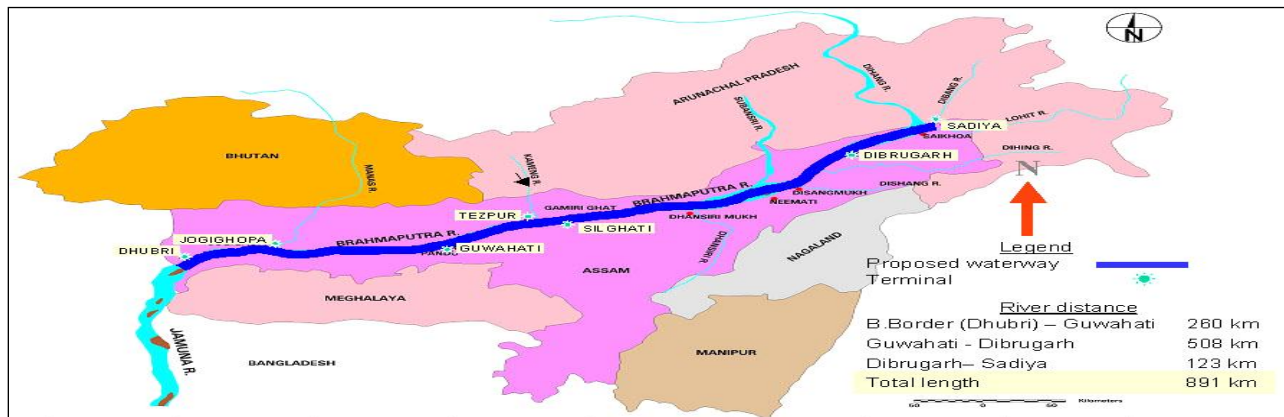 N
ARUNACHAL PRADESH
DIHANG R.
DIBANG R.
SUBANSRI R.
LOHIT R.
SADIYA
SAIKHOA
DIHING R.
BHUTAN
MANAS R.
KAMENG R.
DIBRUGARH
DISHANG R.
N
BRAHMAPUTRA R.
DISANGMUKH
NEEMATI
GAMIRI GHAT
TEZPUR
DHANSIRI MUKH
SILGHATI
JOGIGHOPA
BRAHMAPUTRA R.
DHUBRI
GUWAHATI
PANDU
DHANSRI R.
NAGALAND
ASSAM
MEGHALAYA
JAMUNA R.
BANGLADESH
MANIPUR
Legend
Proposed waterway
Terminal
River distance
B.Border (Dhubri) – Guwahati 260 km
Guwahati - Dibrugarh 508 km
Dibrugarh– Sadiya 123 km
Total length 891 km
50 0 50 Kilometers